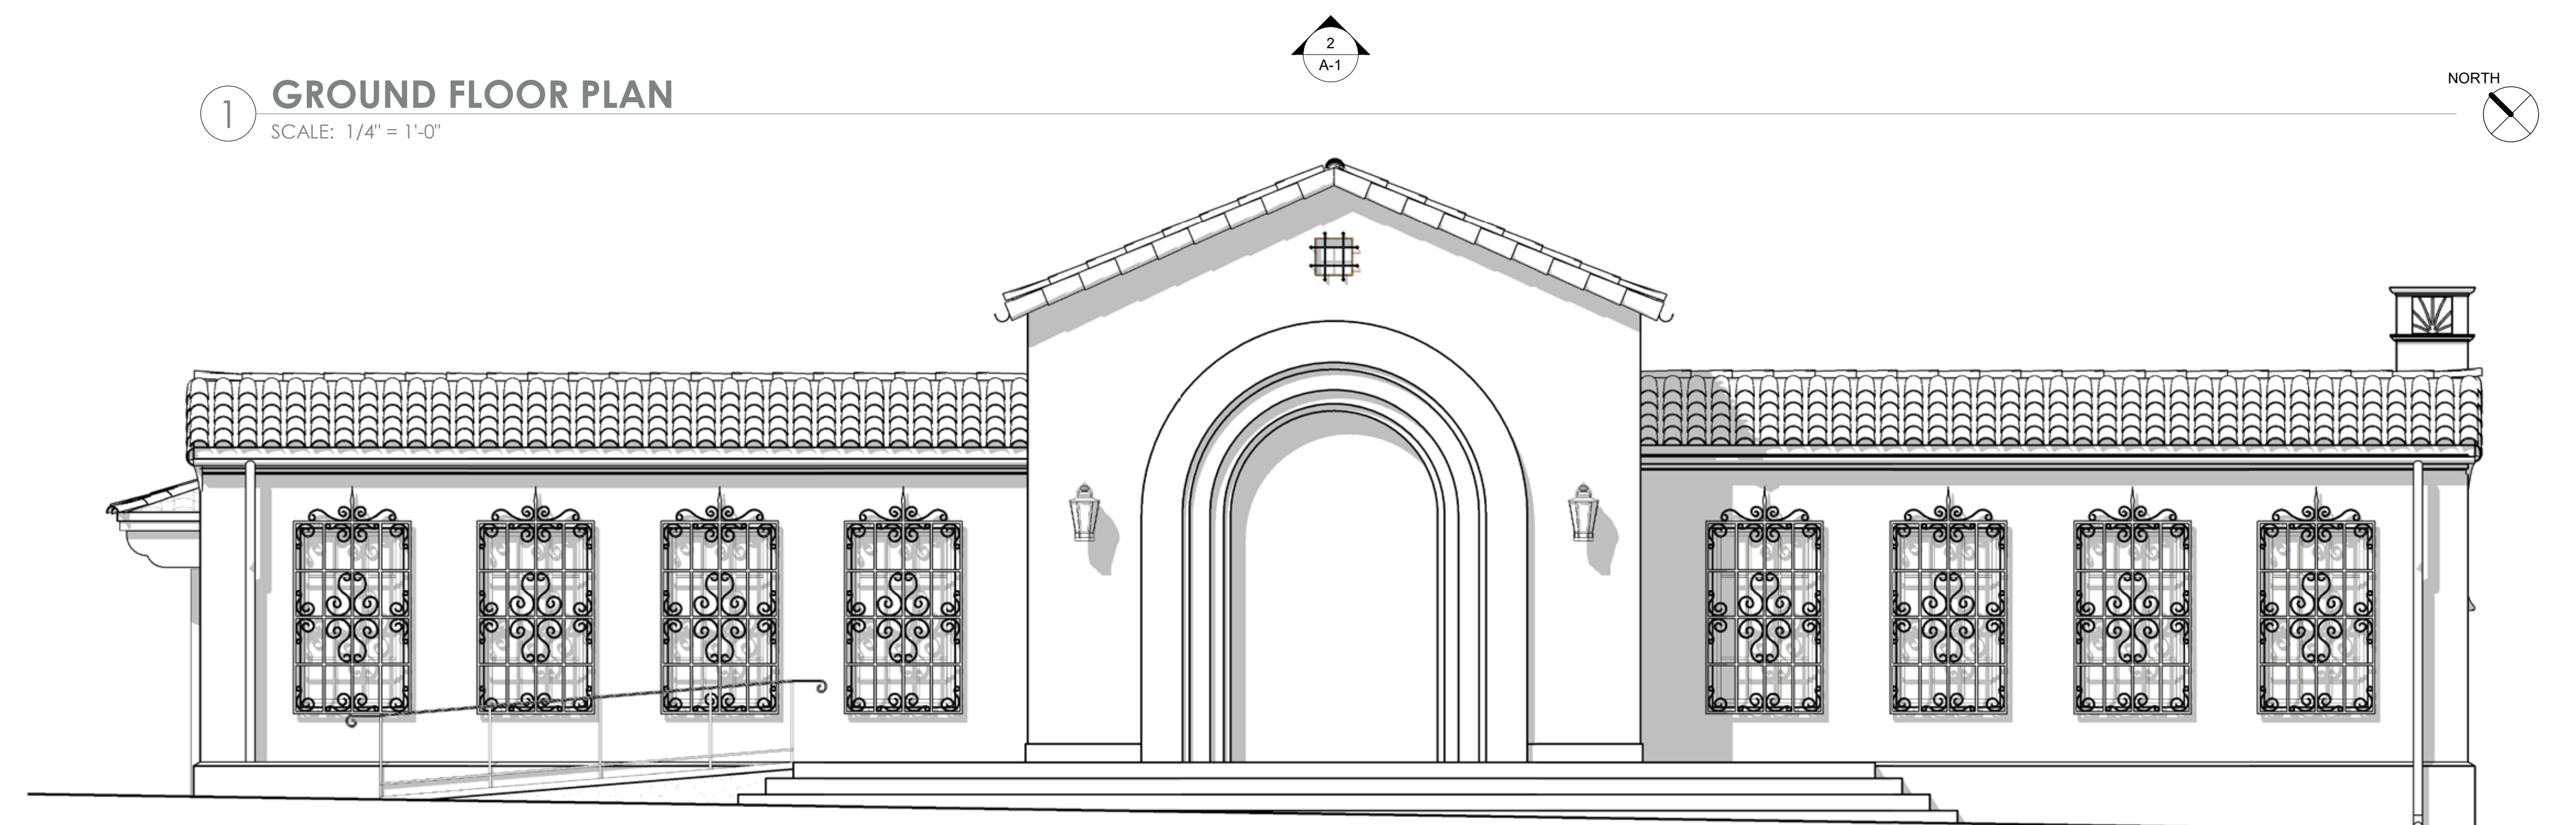 2
A-1
NORTH
1
GROUND FLOOR PLAN
SCALE: 1/4" = 1'-0"